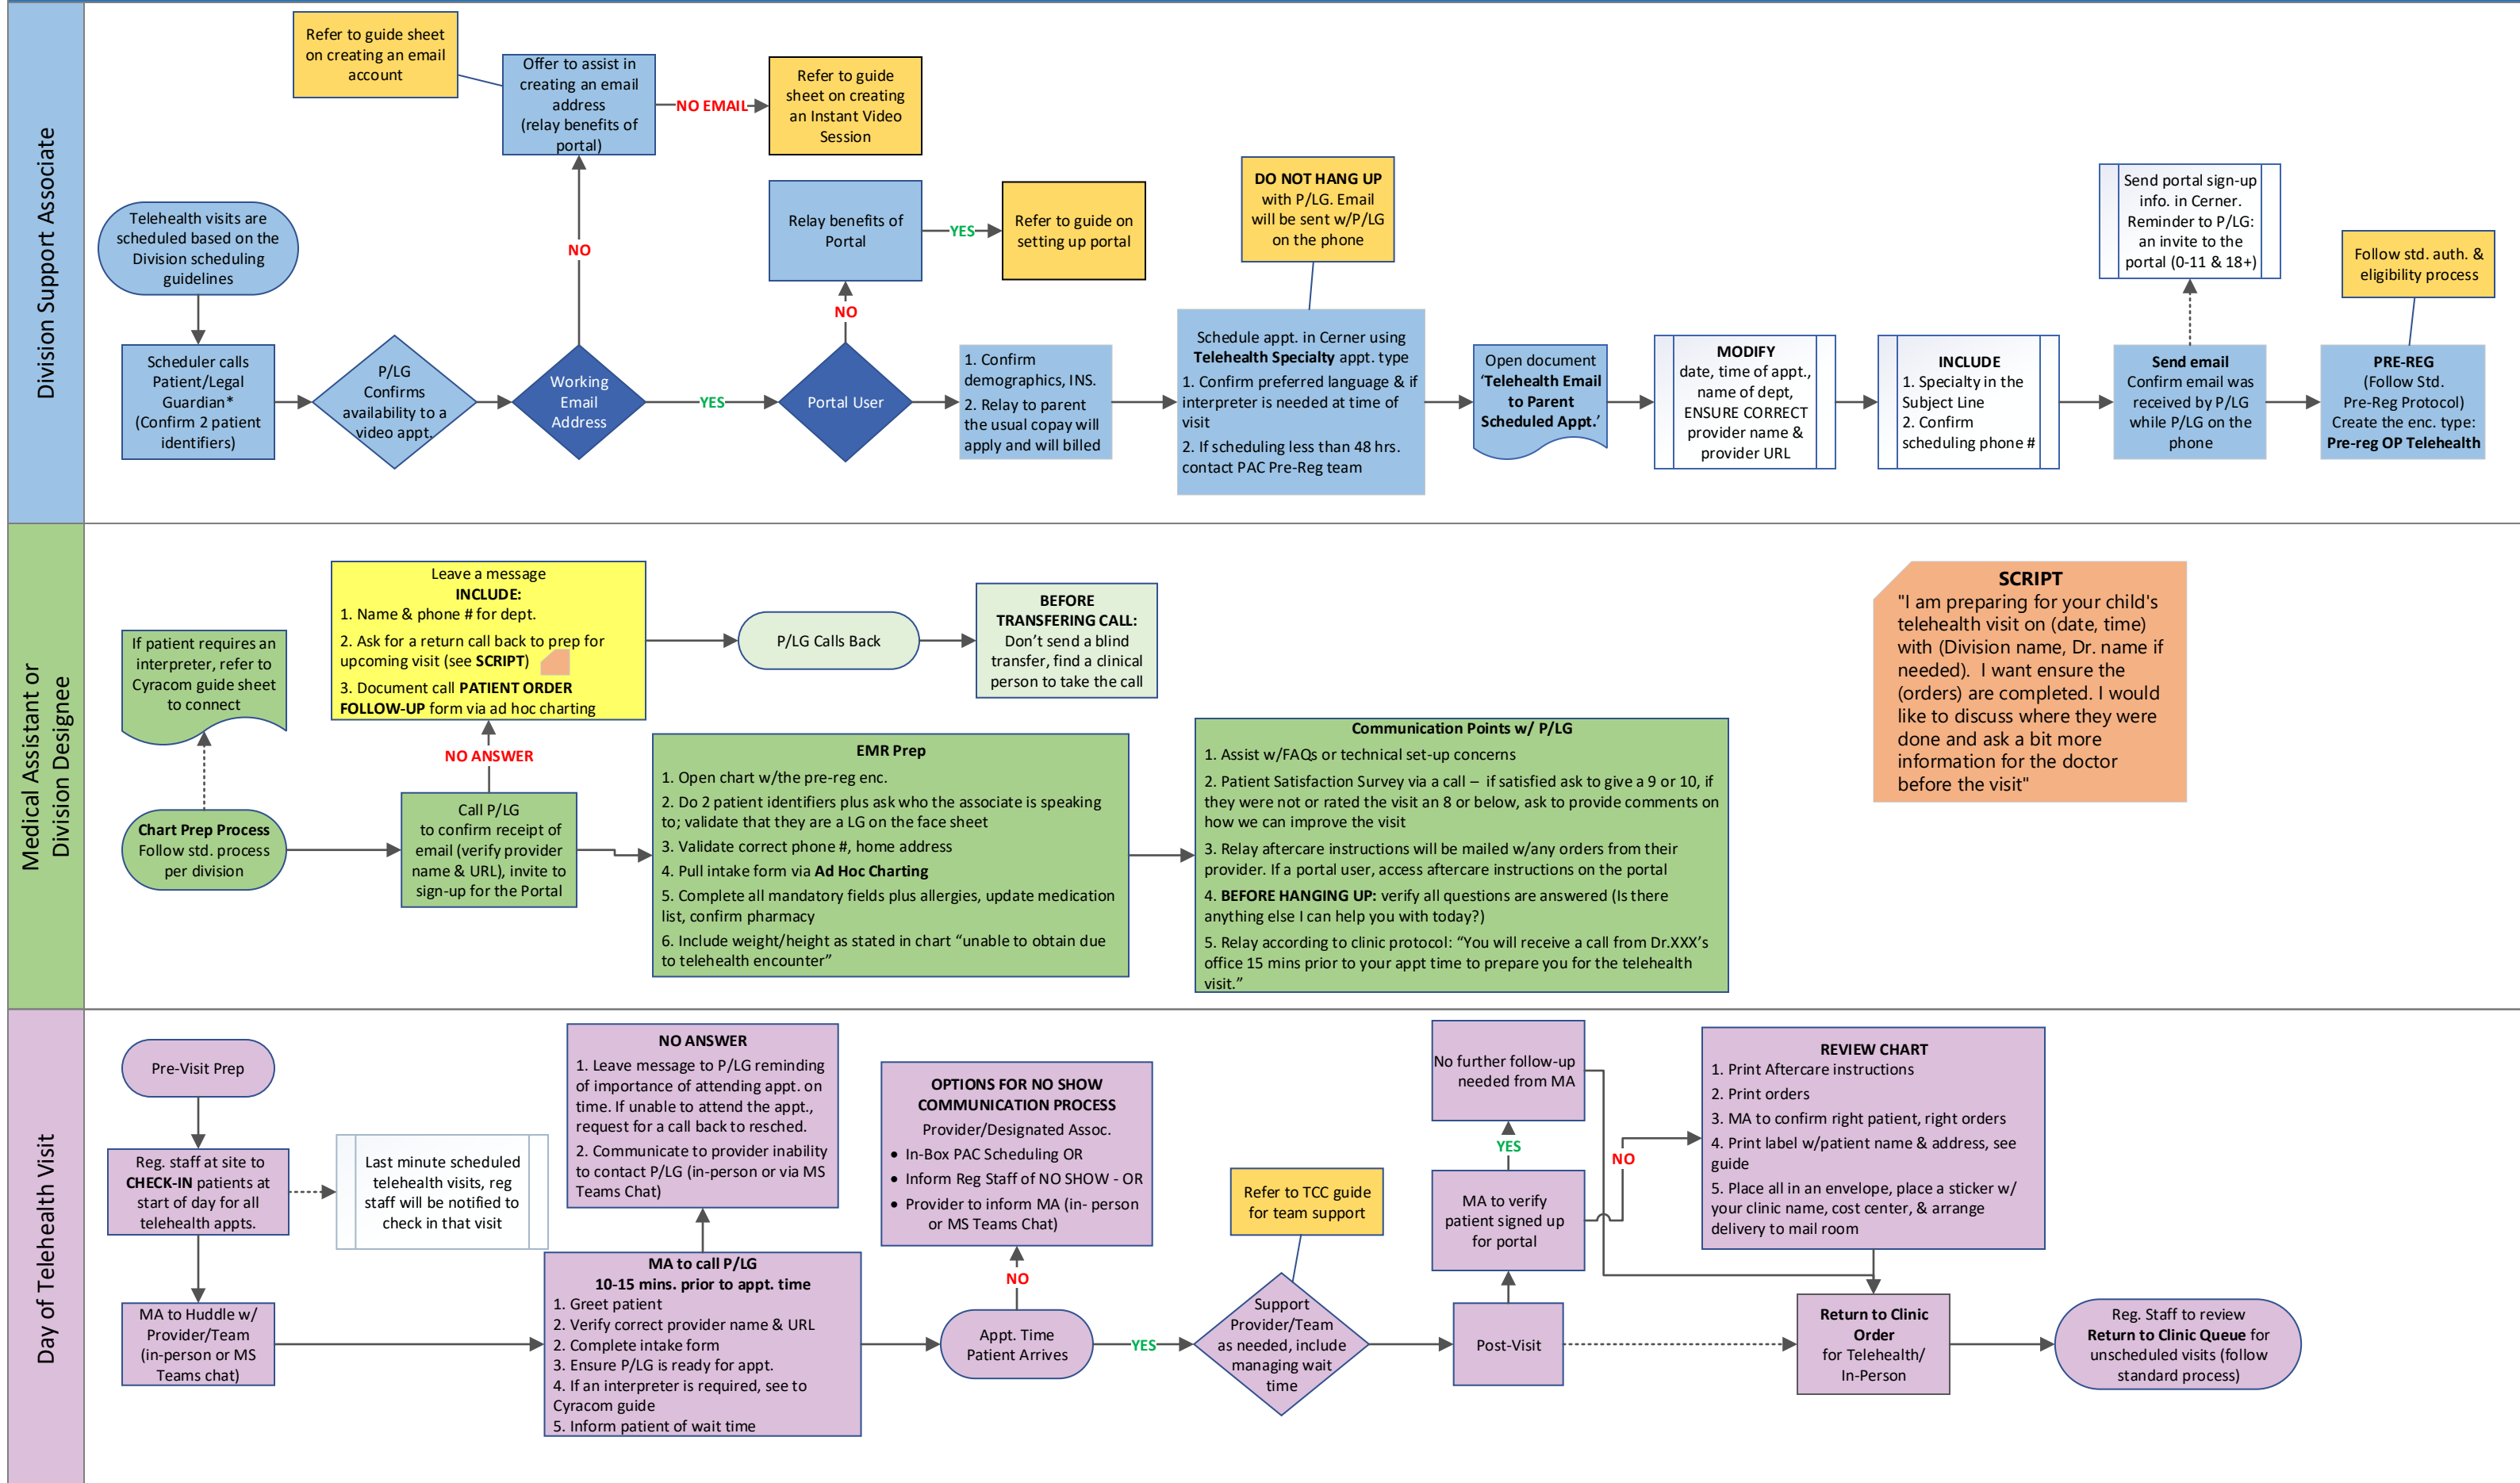 Division Support Associate
Refer to guide sheet
on creating an email
account
Offer to assist in
creating an email
address
(relay benefits of
portal)
NO EMAIL
Refer to guide
sheet on creating
an Instant Video
Session
Telehealth visits are
scheduled based on the
Division scheduling
guidelines
Scheduler calls
Patient/Legal
Guardian*
(Confirm 2 patient
identifiers)
P/LG
Confirms
availability to a
video appt.
NO
Working
Email
Address
YES
Relay benefits of
Portal
YES
Refer to guide on
setting up portal
NO
Portal User
1. Confirm
demographics, INS.
2. Relay to parent
the usual copay will
apply and will billed
DO NOT HANG UP
with P/LG. Email
will be sent w/P/LG
on the phone
Schedule appt. in Cerner using
Telehealth Specialty appt. type
1. Confirm preferred language & if
interpreter is needed at time of
visit
2. If scheduling less than 48 hrs.
contact PAC Pre-Reg team
Open document
‘Telehealth Email
to Parent
Scheduled Appt.’
MODIFY
date, time of appt.,
name of dept,
ENSURE CORRECT
provider name &
provider URL
INCLUDE
1. Specialty in the
Subject Line
2. Confirm
scheduling phone #
Send portal sign-up
info. in Cerner.
Reminder to P/LG:
an invite to the
portal (0-11 & 18+)
Send email
Confirm email was
received by P/LG
while P/LG on the
phone
Follow std. auth. &
eligibility process
PRE-REG
(Follow Std.
Pre-Reg Protocol)
Create the enc. type:
Pre-reg OP Telehealth
Medical Assistant or
Division Designee
If patient requires an
interpreter, refer to
Cyracom guide sheet
to connect
Chart Prep Process
Follow std. process
per division
Leave a message
INCLUDE:
1. Name & phone # for dept.
2. Ask for a return call back to prep for
upcoming visit (see SCRIPT)
3. Document call PATIENT ORDER
FOLLOW-UP form via ad hoc charting
NO ANSWER
Call P/LG
to confirm receipt of
email (verify provider
name & URL), invite to
sign-up for the Portal
P/LG Calls Back
BEFORE
TRANSFERING CALL:
Don’t send a blind
transfer, find a clinical
person to take the call
EMR Prep
1. Open chart w/the pre-reg enc.
2. Do 2 patient identifiers plus ask who the associate is speaking
to; validate that they are a LG on the face sheet
3. Validate correct phone #, home address
4. Pull intake form via Ad Hoc Charting
5. Complete all mandatory fields plus allergies, update medication
list, confirm pharmacy
6. Include weight/height as stated in chart “unable to obtain due
to telehealth encounter”
Communication Points w/ P/LG
1. Assist w/FAQs or technical set-up concerns
2. Patient Satisfaction Survey via a call – if satisfied ask to give a 9 or 10, if
they were not or rated the visit an 8 or below, ask to provide comments on
how we can improve the visit
3. Relay aftercare instructions will be mailed w/any orders from their
provider. If a portal user, access aftercare instructions on the portal
4. BEFORE HANGING UP: verify all questions are answered (Is there
anything else I can help you with today?)
5. Relay according to clinic protocol: “You will receive a call from Dr.XXX’s
office 15 mins prior to your appt time to prepare you for the telehealth
visit.”
SCRIPT
"I am preparing for your child's
telehealth visit on (date, time)
with (Division name, Dr. name if
needed). I want ensure the
(orders) are completed. I would
like to discuss where they were
done and ask a bit more
information for the doctor
before the visit"
Day of Telehealth Visit
Pre-Visit Prep
Reg. staff at site to
CHECK-IN patients at
start of day for all
telehealth appts.
Last minute scheduled
telehealth visits, reg
staff will be notified to
check in that visit
MA to Huddle w/
Provider/Team
(in-person or MS
Teams chat)
NO ANSWER
1. Leave message to P/LG reminding
of importance of attending appt. on
time. If unable to attend the appt.,
request for a call back to resched.
2. Communicate to provider inability
to contact P/LG (in-person or via MS
Teams Chat)
MA to call P/LG
10-15 mins. prior to appt. time
1. Greet patient
2. Verify correct provider name & URL
2. Complete intake form
3. Ensure P/LG is ready for appt.
4. If an interpreter is required, see to
Cyracom guide
5. Inform patient of wait time
OPTIONS FOR NO SHOW
COMMUNICATION PROCESS
Provider/Designated Assoc.
• In-Box PAC Scheduling OR
• Inform Reg Staff of NO SHOW - OR
• Provider to inform MA (in- person
or MS Teams Chat)
NO
Appt. Time
Patient Arrives
YES
Refer to TCC guide
for team support
Support
Provider/Team
as needed, include
managing wait
time
No further follow-up
needed from MA
YES
MA to verify
patient signed up
for portal
NO
Post-Visit
REVIEW CHART
1. Print Aftercare instructions
2. Print orders
3. MA to confirm right patient, right orders
4. Print label w/patient name & address, see
guide
5. Place all in an envelope, place a sticker w/
your clinic name, cost center, & arrange
delivery to mail room
Return to Clinic
Order
for Telehealth/
In-Person
Reg. Staff to review
Return to Clinic Queue for
unscheduled visits (follow
standard process)